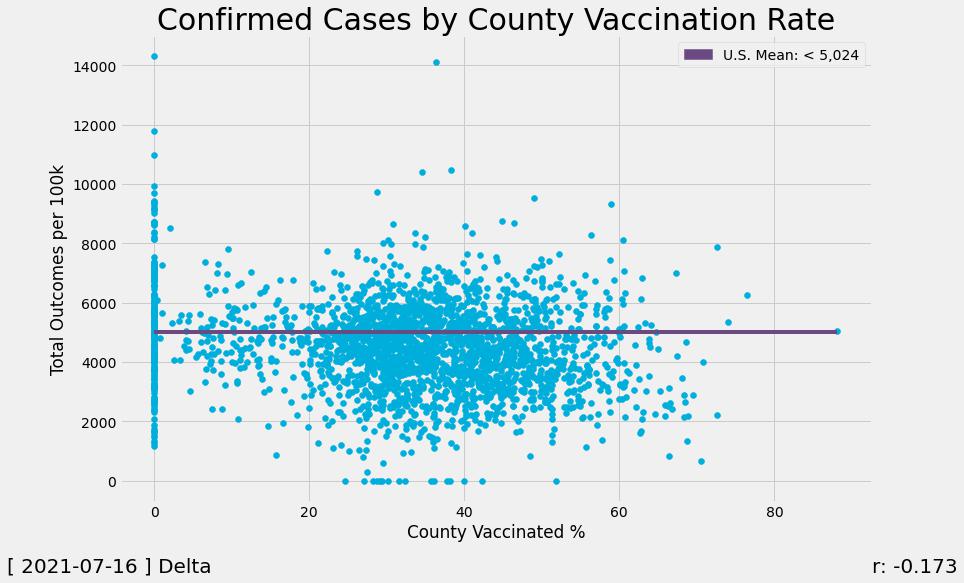 Confirmed Cases by County Vaccination Rate
U.S. Mean: < 5,024
14000
12000
10000
8000
6000
4000
2000
0
Total Outcomes per 100k
0 20 40 60 80
County Vaccinated %
[ 2021-07-16 ] Delta
r: -0.173